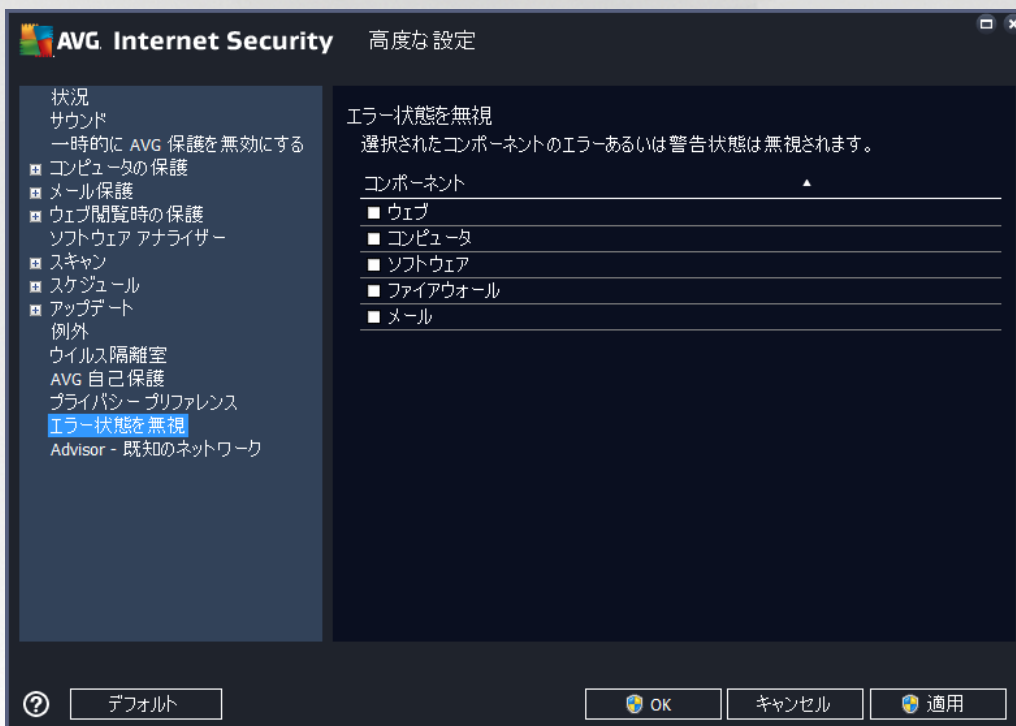 AVG. Internet Security 高度な設定
状況
サウンド
一時的に AVG 保護を無効にする
コンピュータの保護
メール保護
ウェブ閲覧時の保護
ソフトウェア アナライザー
スキャン
スケジュール
アップデート
例外
ウイルス隔離室
AVG 自己保護
プライバシー プリファレンス
エラー状態を無視
Advisor - 既知のネットワーク
エラー状態を無視
選択されたコンポーネントのエラーあるいは警告状態は無視されます。
コンポーネント
ウェブ
コンピュータ
ソフトウェア
ファイアウォール
メール
デフォルト
OK
キャンセル
適用